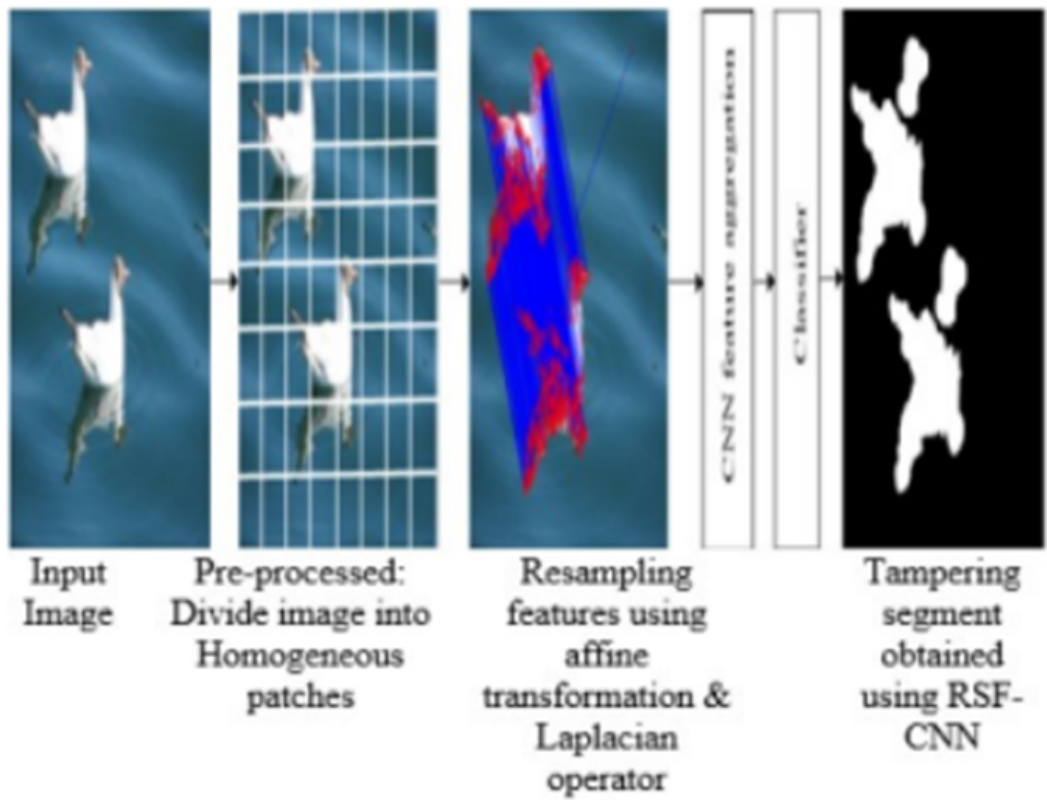 CNN feature aggregation
Classifier
Input
Image
Pre-processed:
Divide image into
Homogeneous
patches
Resampling
features using
affine
transformation &
Laplacian
operator
Tampering
segment
obtained
using RSF-
CNN